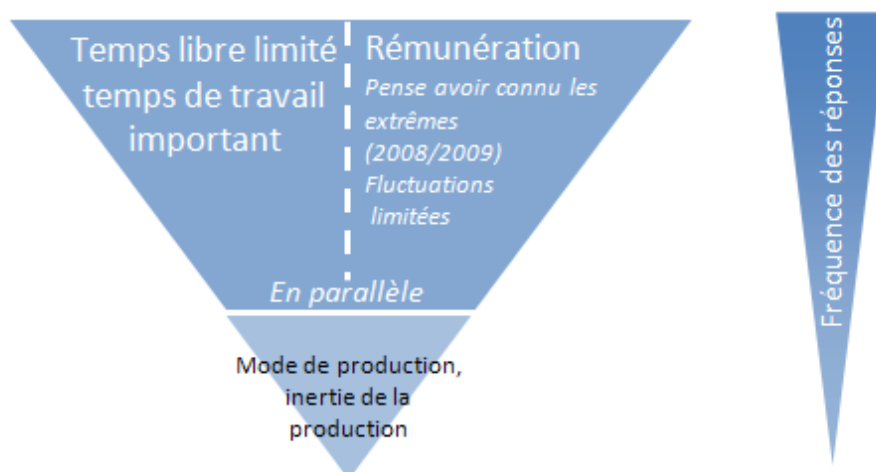 Temps libre limité
temps de travail
important
Rémunération
Pense avoir connu les
extrêmes
(2008/2009)
Fluctuations
limitées
En parallèle
Mode de production,
inertie de la
production
Fréquence des réponses